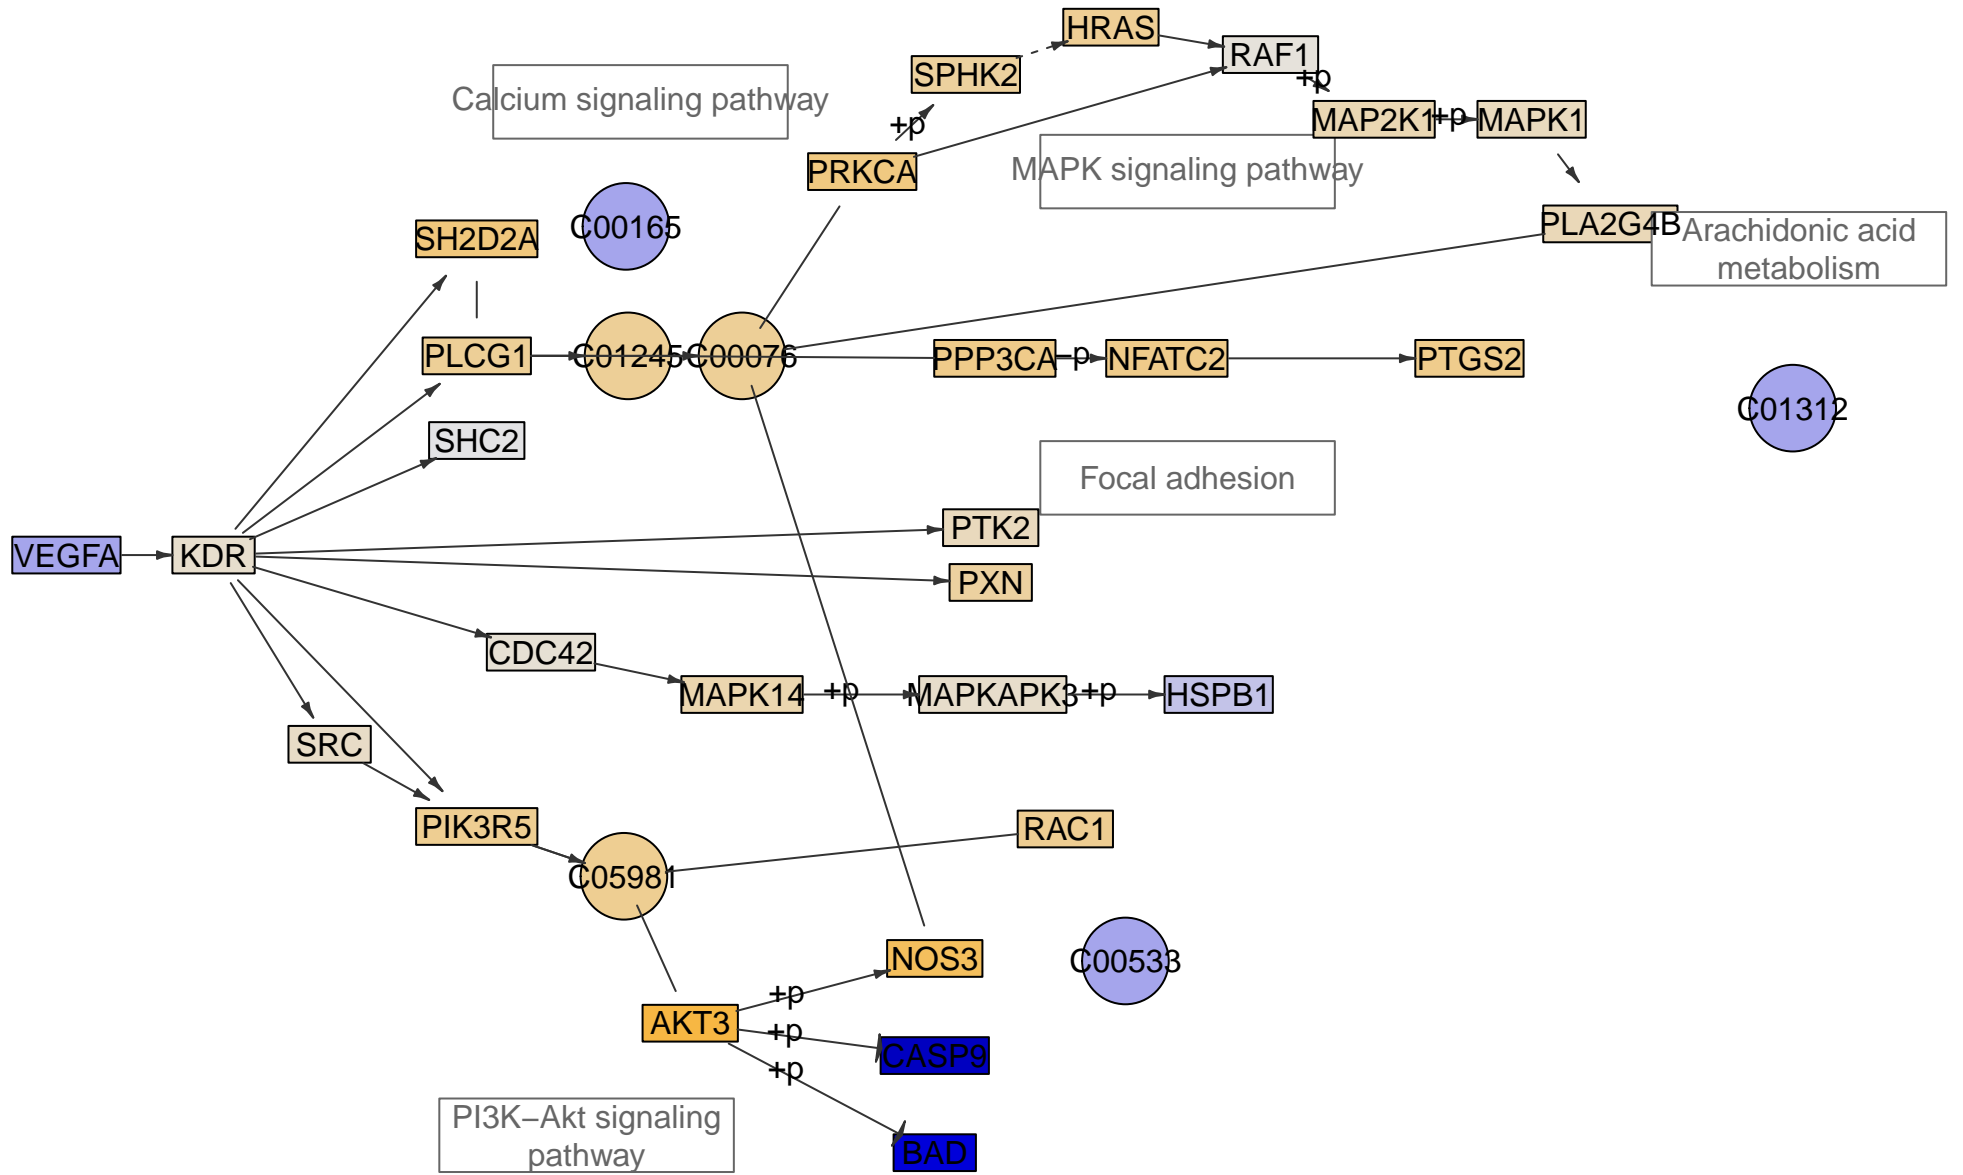 HRAS
RAF1
+p
SPHK2
Calcium signaling pathway
+p
MAP2K1
+p
MAPK1
PRKCA
MAPK signaling pathway
C00165
SH2D2A
PLA2G4B
Arachidonic acid
metabolism
PLCG1
C01245
C00076
PPP3CA
−p
NFATC2
PTGS2
C01312
SHC2
Focal adhesion
PTK2
VEGFA
KDR
PXN
CDC42
MAPK14
+p
MAPKAPK3
+p
HSPB1
SRC
PIK3R5
RAC1
C05981
NOS3
C00533
+p
AKT3
+p
CASP9
+p
PI3K−Akt signaling
pathway
BAD